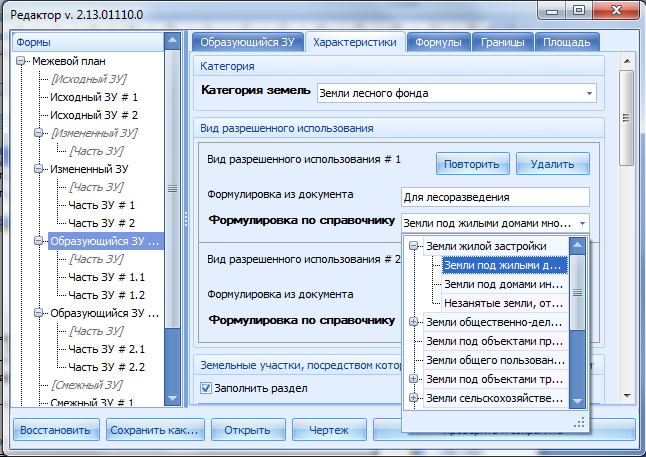 Редактор v. 2.13.01110.0
Формы
Межевой план
[Исходный ЗУ]
Исходный ЗУ # 1
Исходный ЗУ # 2
[Измененный ЗУ]
[Часть ЗУ]
Измененный ЗУ
Часть ЗУ # 1
Часть ЗУ # 2
Образующийся ЗУ ...
[Часть ЗУ]
Часть ЗУ # 1.1
Часть ЗУ # 1.2
Образующийся ЗУ ...
[Часть ЗУ]
Часть ЗУ # 2.1
Часть ЗУ # 2.2
[Смежный ЗУ]
Смежный ЗУ # 1
Образующийся ЗУ Характеристики Формулы Границы Площадь
Категория
Категория земель Земли лесного фонда
Вид разрешенного использования
Вид разрешенного использования # 1 Повторить Удалить
Формулировка из документа Для лесоразведения
Формулировка по справочнику Земли под жилыми домами мно...
Земли жилой застройки
Земли под жилыми д...
Земли под домами ин...
Незанятые земли, от...
Земли общественно-дел...
Земли под объектами пр...
Земли общего пользован...
Земли под объектами тр...
Земли сельскохозяйстве...
Вид разрешенного использования # 2
Формулировка из документа
Формулировка по справочнику
Земельные участки, посредством котор
Заполнить раздел
Восстановить Сохранить как... Открыть Чертеж